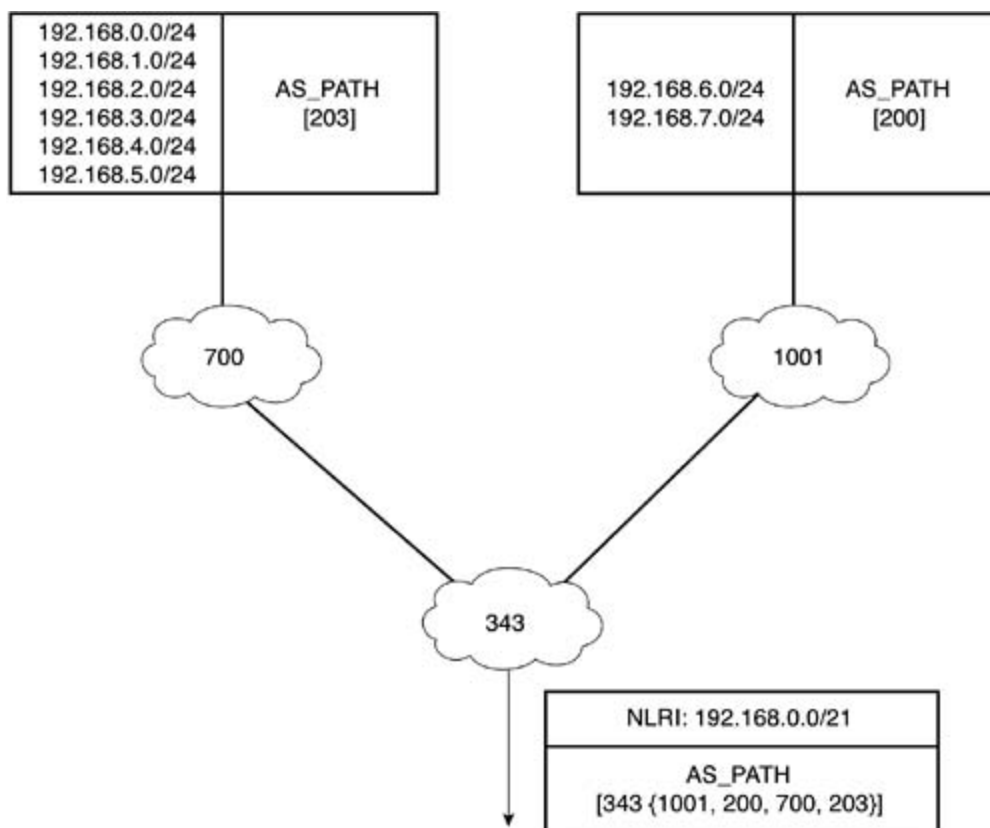 192.168.0.0/24
192.168.1.0/24
192.168.2.0/24
192.168.3.0/24
192.168.4.0/24
192.168.5.0/24
AS_PATH
[203]
192.168.6.0/24
192.168.7.0/24
AS_PATH
[200]
700
1001
343
NLRI: 192.168.0.0/21
AS_PATH
[343 {1001, 200, 700, 203}]